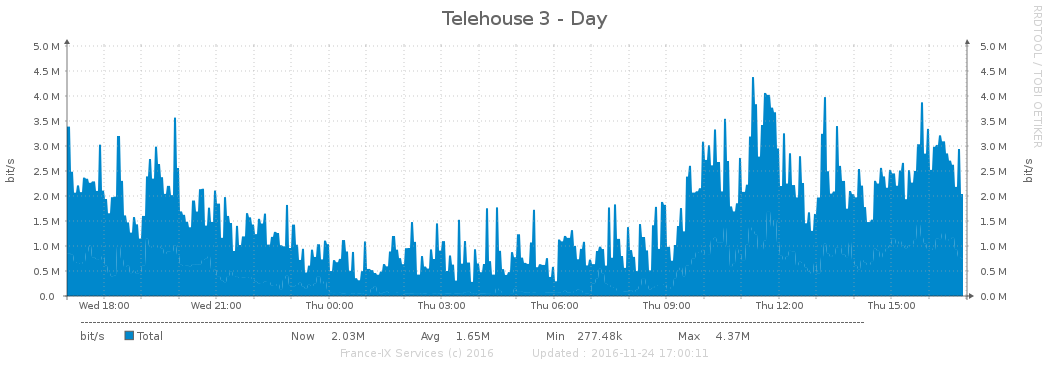 Telehouse 3 - Day
RRDTOOL / TOBI OETIKER
5.0 M 5.0 M
4.5 M 4.5 M
4.0 M 4.0 M
3.5 M 3.5 M
3.0 M 3.0 M
2.5 M 2.5 M
2.0 M 2.0 M
1.5 M 1.5 M
1.0 M 1.0 M
0.5 M 0.5 M
0.0 0.0 M
bit/s
bit/s
Wed 18:00 Wed 21:00 Thu 00:00 Thu 03:00 Thu 06:00 Thu 09:00 Thu 12:00 Thu 15:00
bit/s Total Now 2.03M Avg 1.65M Min 277.48k Max 4.37M
France-IX Services (c) 2016 Updated : 2016-11-24 17:00:11